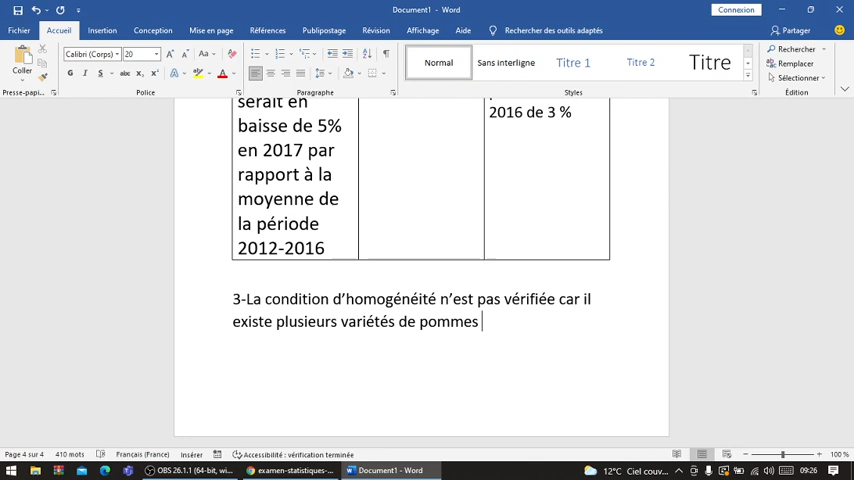 Document1 - Word
Connexion
Fichier Accueil Insertion Conception Mise en page Références Publipostage Révision Affichage Aide Rechercher des outils adaptés Partager
Coller
Calibri (Corps) 20
Normal
Sans interligne
Titre 1
Titre 2
Titre
Rechercher
Remplacer
Sélectionner
Presse-papi...
Police
Paragraphe
Styles
Édition
serait en
baisse de 5%
en 2017 par
rapport à la
moyenne de
la période
2012-2016
2016 de 3 %
3-La condition d’homogénéité n’est pas vérifiée car il
existe plusieurs variétés de pommes
Page 4 sur 4 410 mots Français (France) Insérer Accessibilité : vérification terminée 100 %
OBS 26.1.1 (64-bit, wi... examen-statistiques-... Document1 - Word 12°C Ciel couv... 09:26